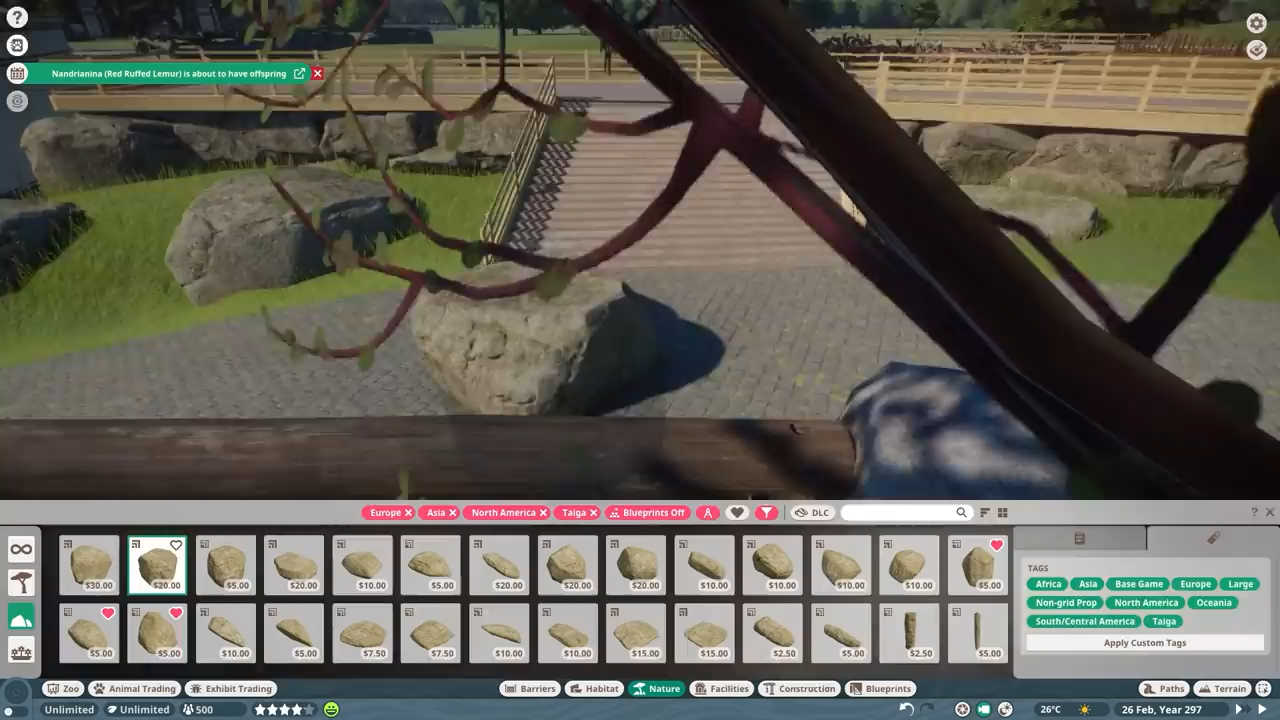 ?
Nandrianina (Red Ruffed Lemur) is about to have offspring
Europe Asia North America Taiga Blueprints Off DLC
?
$30.00 $20.00 $5.00 $20.00 $10.00 $5.00 $20.00 $20.00 $20.00 $10.00 $10.00 $10.00 $10.00 $5.00
$5.00 $5.00 $10.00 $5.00 $7.50 $7.50 $10.00 $10.00 $15.00 $15.00 $2.50 $5.00 $2.50 $5.00
TAGS
Africa Asia Base Game Europe Large
Non-grid Prop North America Oceania
South/Central America Taiga
Apply Custom Tags
Zoo Animal Trading Exhibit Trading Barriers Habitat Nature Facilities Construction Blueprints Paths Terrain
Unlimited Unlimited 500 26°C 26 Feb, Year 297